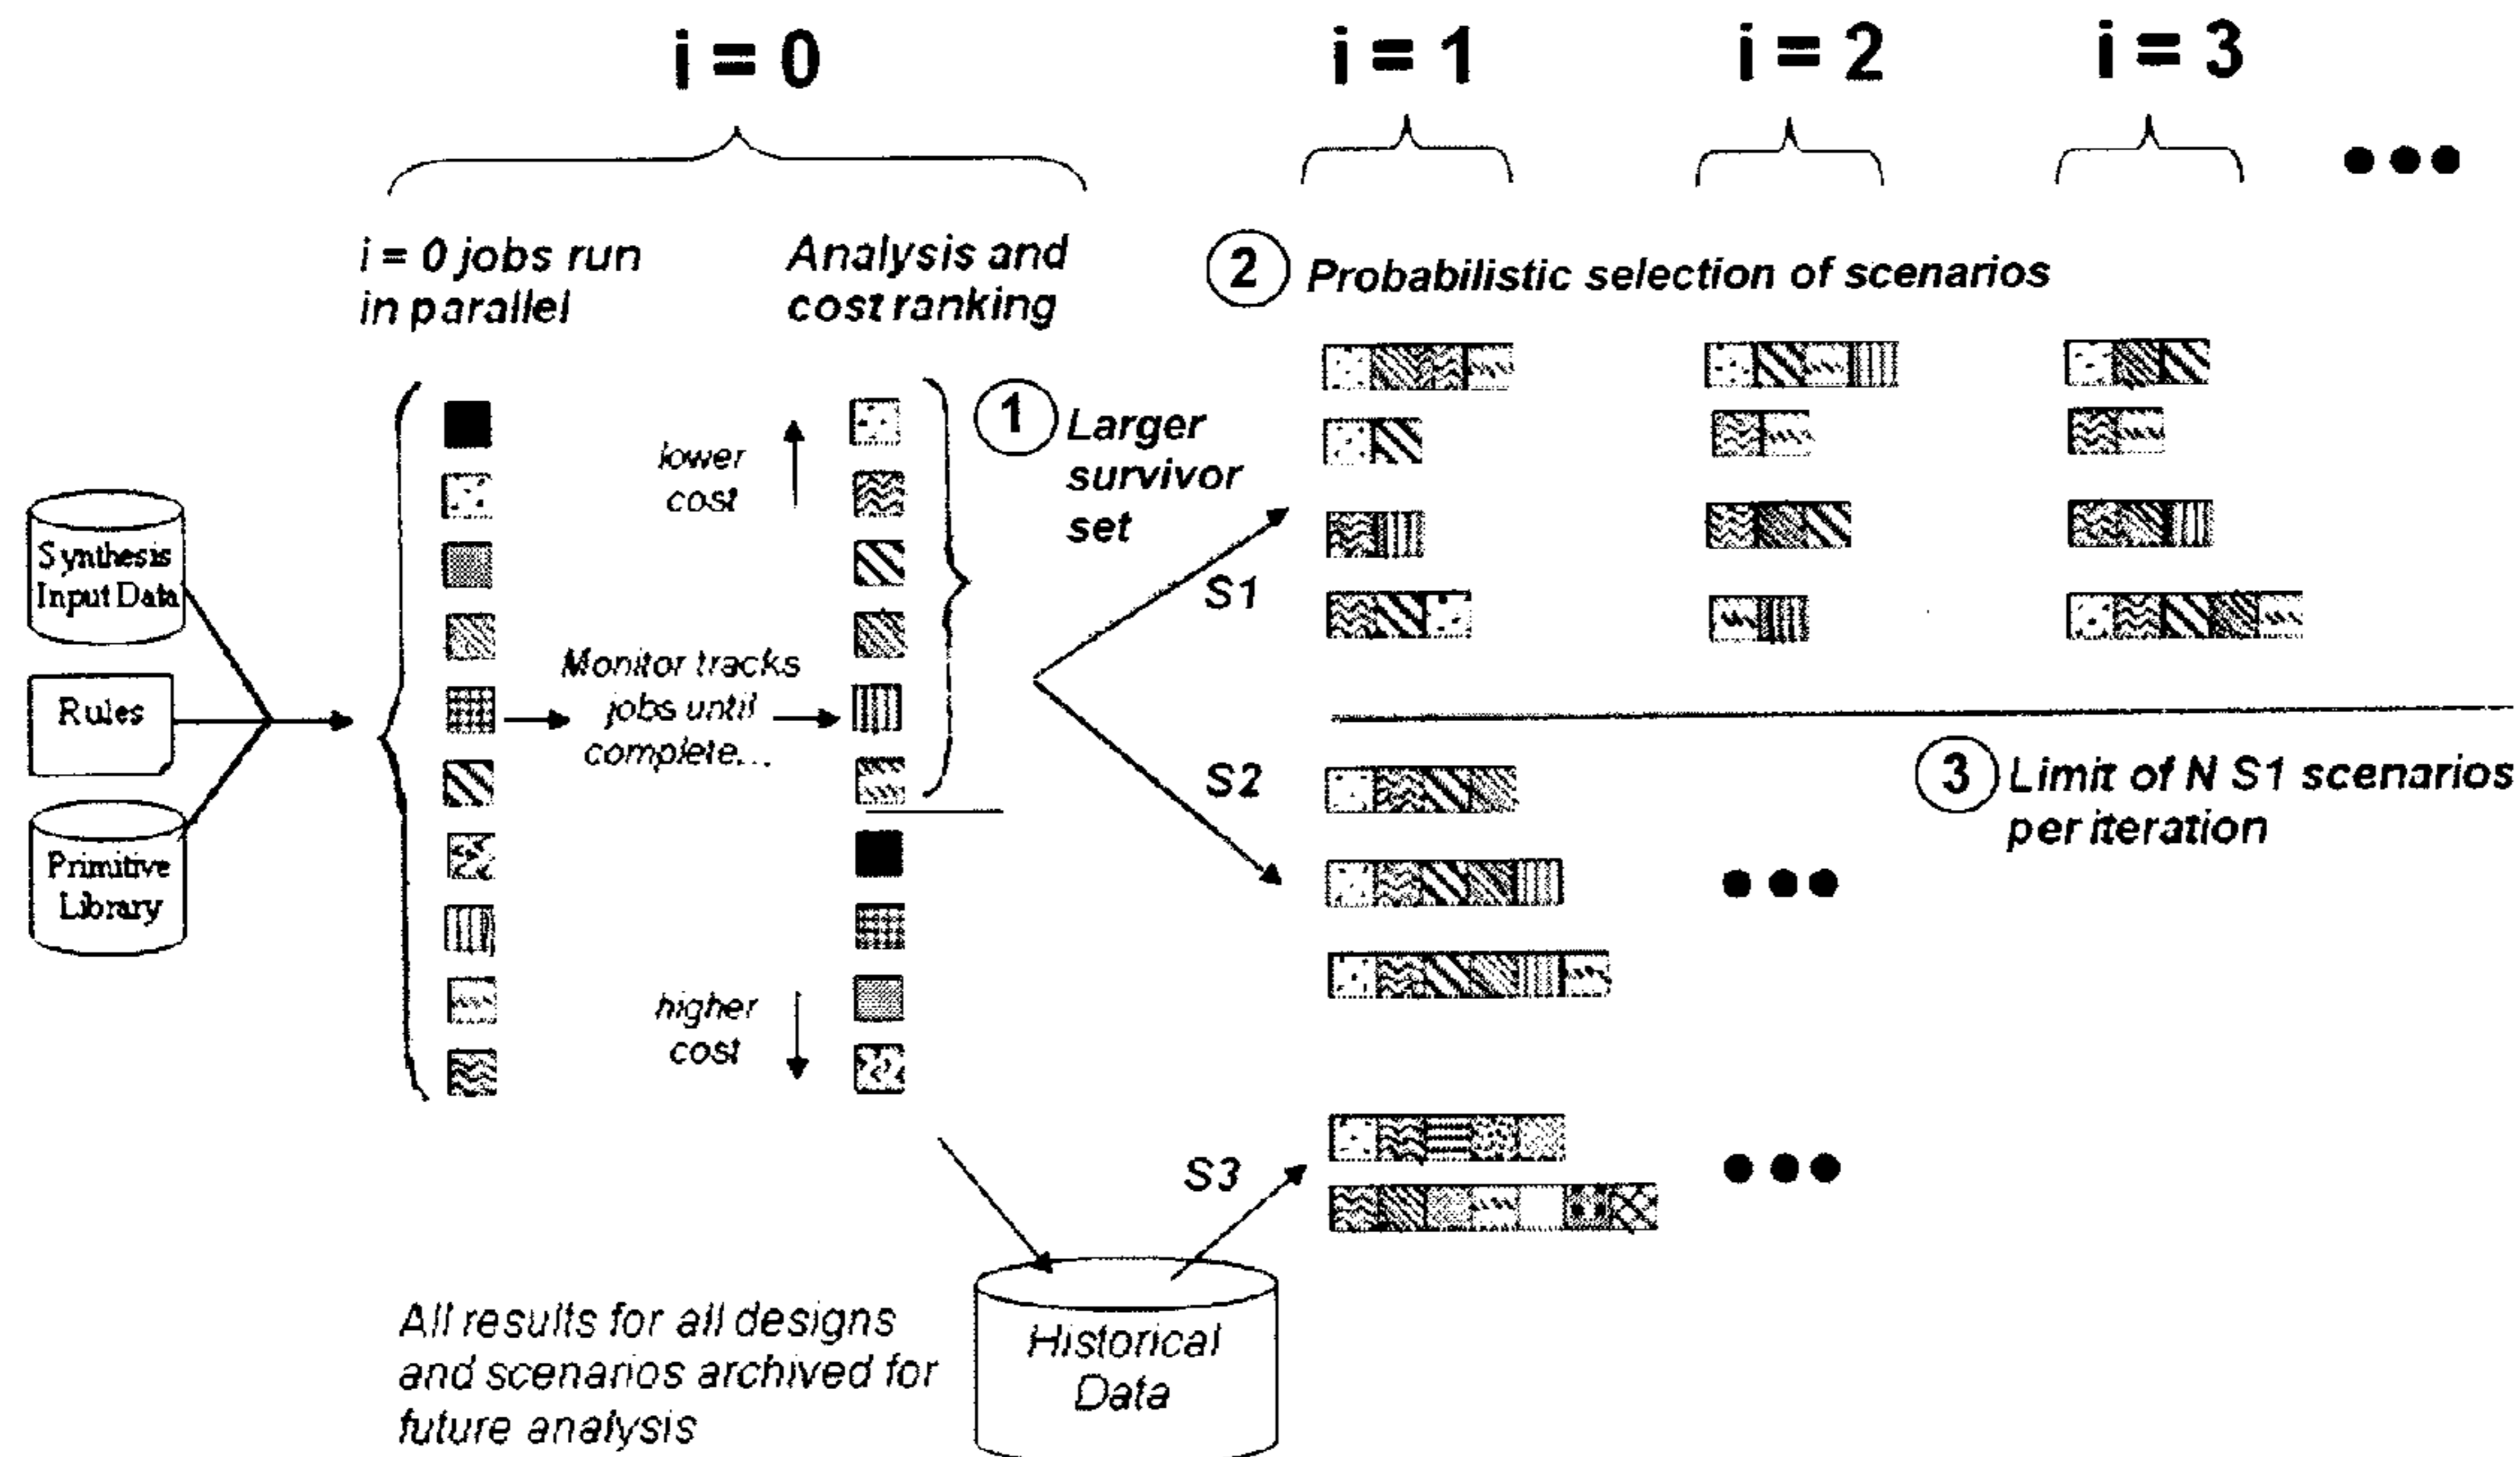 i = 0
i = 1
i = 2
i = 3
i = 0 jobs run
in parallel
Analysis and
cost ranking
2
Probabilistic selection of scenarios
1
Larger
survivor
set
lower
cost
Synthesis
Input Data
Rules
Primitive
Library
Monitor tracks
jobs until
complete...
S1
S2
3
Limit of N S1 scenarios
per iteration
higher
cost
S3
Historical
Data
All results for all designs
and scenarios archived for
future analysis